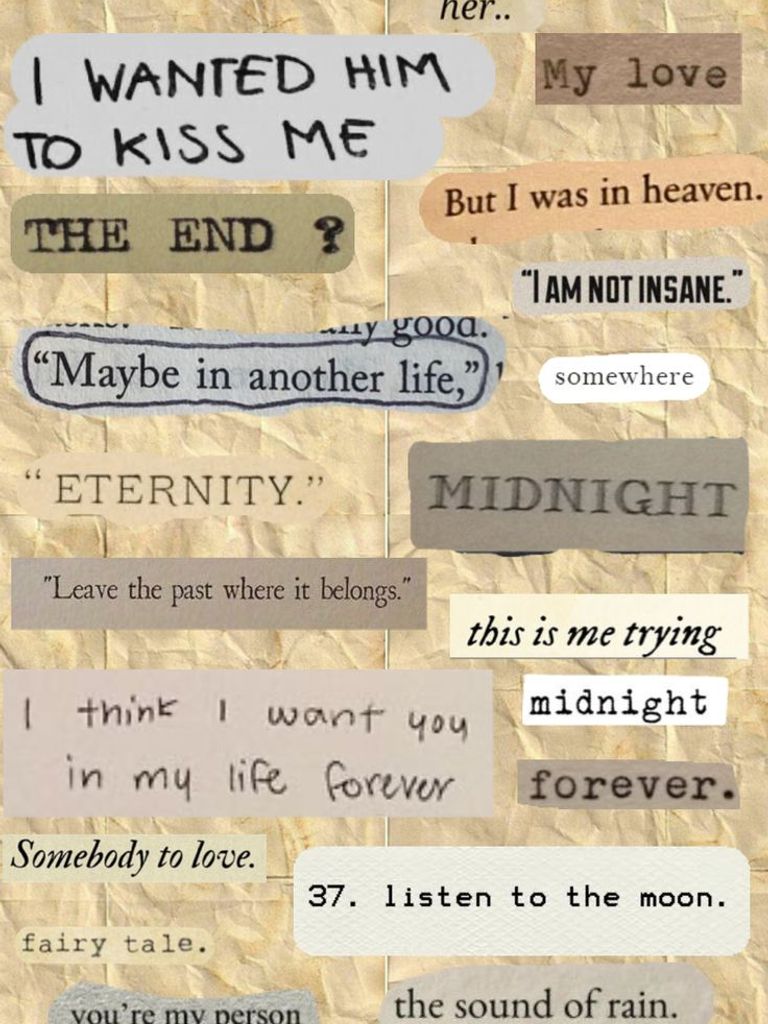 her..
I WANTED HIM
TO KISS ME
My love
But I was in heaven.
THE END ?
"I AM NOT INSANE."
good.
"Maybe in another life,"
somewhere
"ETERNITY."
MIDNIGHT
"Leave the past where it belongs."
this is me trying
I think I want you
in my life forever
midnight
forever.
Somebody to love.
37. listen to the moon.
fairy tale.
you're my person
the sound of rain.